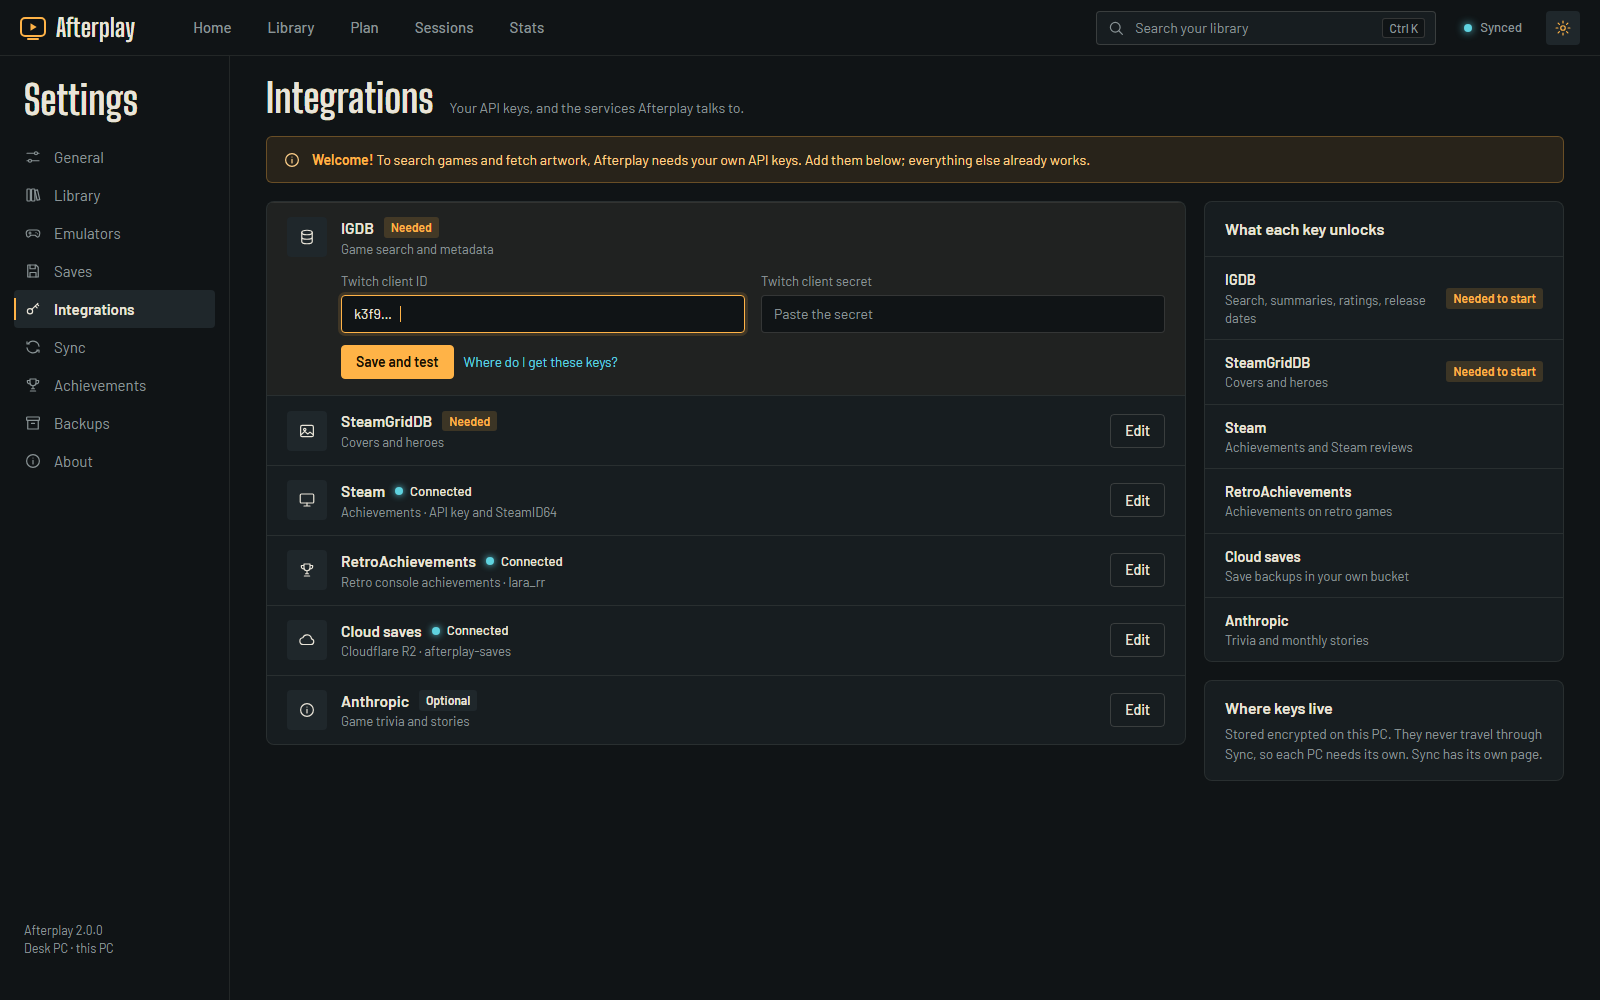 Afterplay
Home
Library
Plan
Sessions
Stats
Search your library
Ctrl K
Synced
Settings
General
Library
Emulators
Saves
Integrations
Sync
Achievements
Backups
About
Afterplay 2.0.0
Desk PC · this PC
Integrations
Your API keys, and the services Afterplay talks to.
Welcome! To search games and fetch artwork, Afterplay needs your own API keys. Add them below; everything else already works.
IGDB
Needed
Game search and metadata
Twitch client ID
k3f9...
Twitch client secret
Paste the secret
Save and test
Where do I get these keys?
SteamGridDB
Needed
Covers and heroes
Edit
Steam
Connected
Achievements · API key and SteamID64
Edit
RetroAchievements
Connected
Retro console achievements · lara_rr
Edit
Cloud saves
Connected
Cloudflare R2 · afterplay-saves
Edit
Anthropic
Optional
Game trivia and stories
Edit
What each key unlocks
IGDB
Search, summaries, ratings, release
dates
Needed to start
SteamGridDB
Covers and heroes
Needed to start
Steam
Achievements and Steam reviews
RetroAchievements
Achievements on retro games
Cloud saves
Save backups in your own bucket
Anthropic
Trivia and monthly stories
Where keys live
Stored encrypted on this PC. They never travel through
Sync, so each PC needs its own. Sync has its own page.